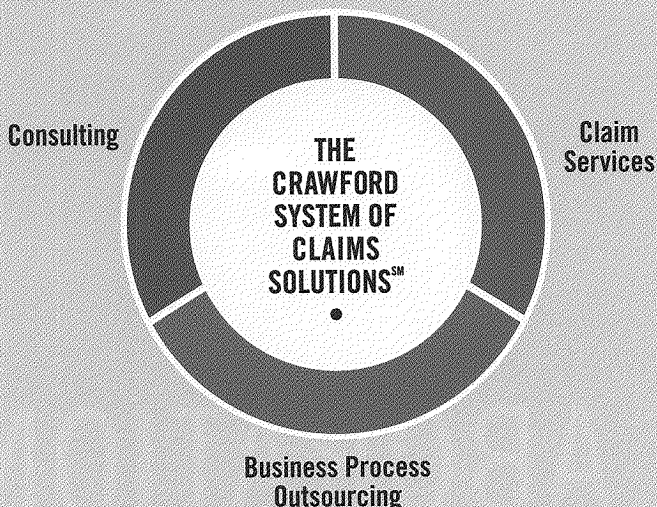 Consulting
Claim
Services
THE
CRAWFORD
SYSTEM OF
CLAIMS
SOLUTIONS℠
Business Process
Outsourcing